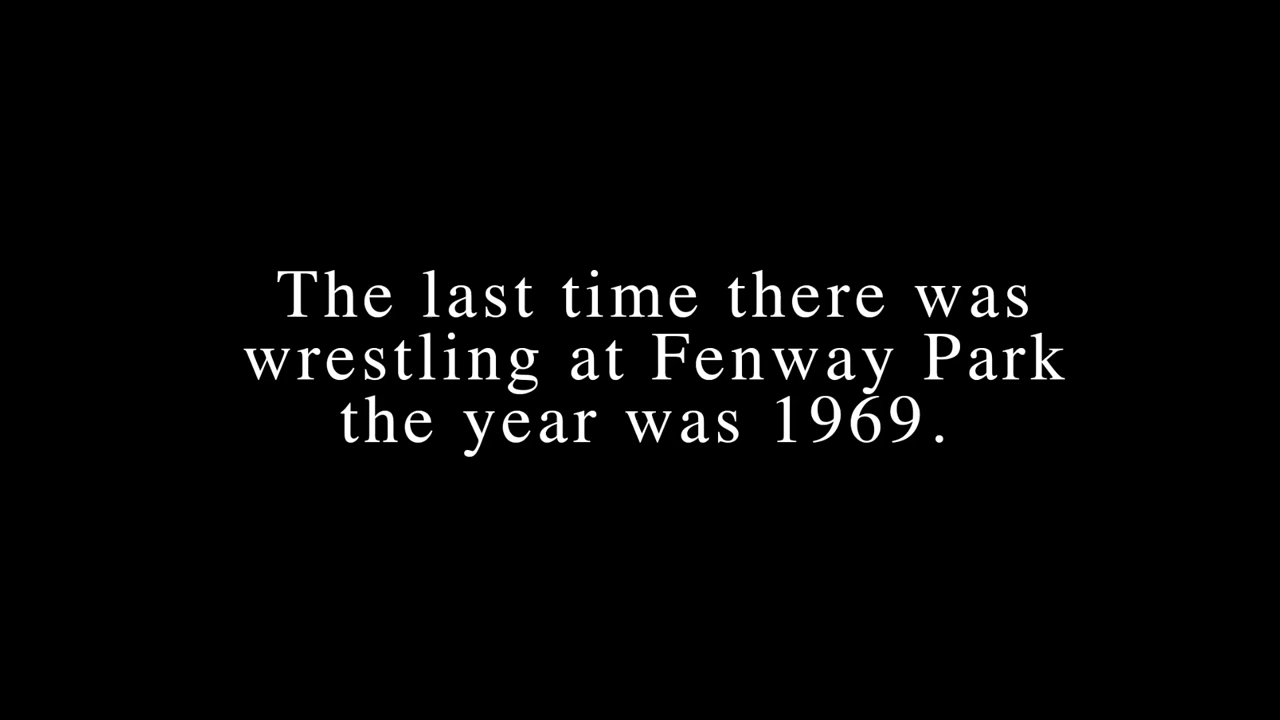 The last time there was
wrestling at Fenway Park
the year was 1969.